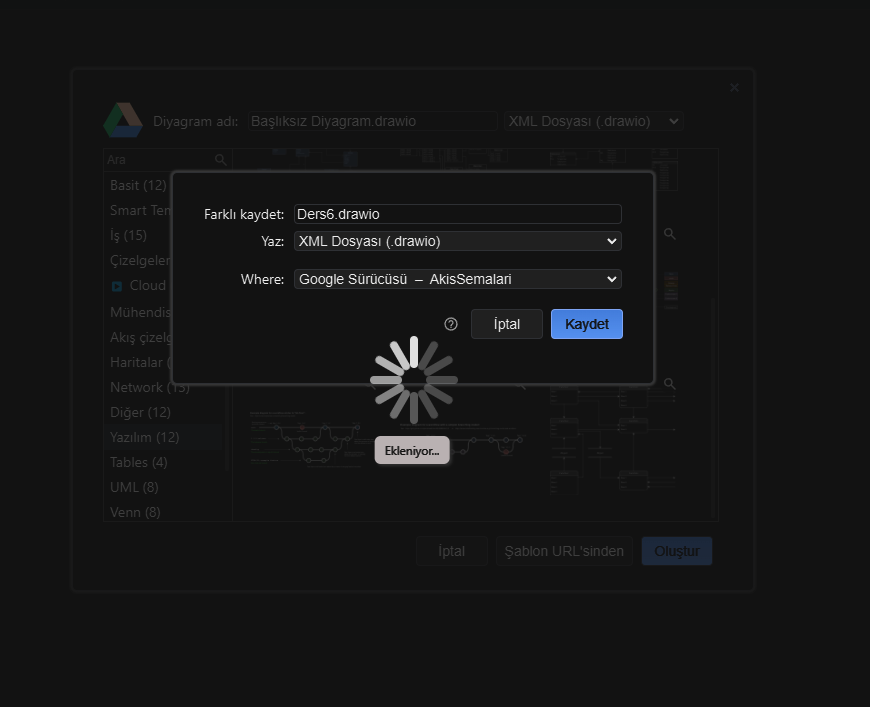 Diyagram adı: Başlıksız Diyagram.drawio XML Dosyası (.drawio)
Ara
Basit (12)
Smart Tem
İş (15)
Çizelgeler
Cloud
Mühendis
Akış çizelg
Haritalar (
Network (13)
Diğer (12)
Yazılım (12)
Tables (4)
UML (8)
Venn (8)
Farklı kaydet: Ders6.drawio
Yaz: XML Dosyası (.drawio)
Where: Google Sürücüsü – AkisSemalari
İptal Kaydet
Ekleniyor...
İptal Şablon URL'sinden Oluştur